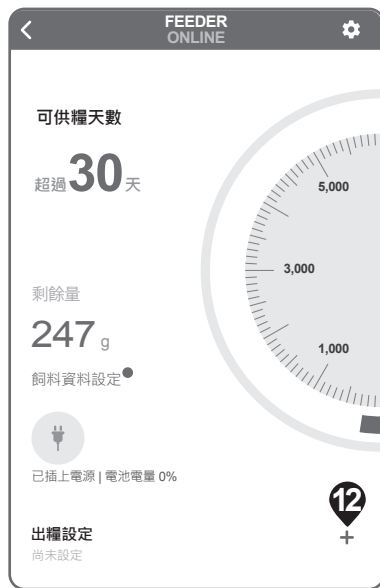 FEEDER
ONLINE
可供糧天數
超過30天
5,000
3,000
剩餘量
247 g
1,000
飼料資料設定
已插上電源 | 電池電量 0%
12
出糧設定
+
尚未設定